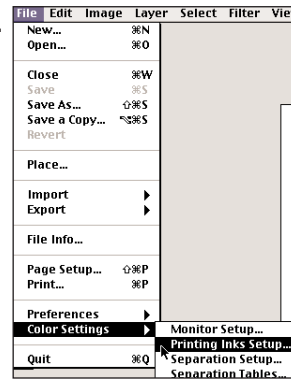 File Edit Image Layer Select Filter Vie
New... ⌘N
Open... ⌘O
Close ⌘W
Save ⌘S
Save As... ⇧⌘S
Save a Copy... ⌥⌘S
Revert
Place...
Import ▶
Export ▶
File Info...
Page Setup... ⇧⌘P
Print... ⌘P
Preferences ▶
Color Settings ▶ Monitor Setup...
Printing Inks Setup...
Separation Setup...
Quit ⌘Q Separation Tables...